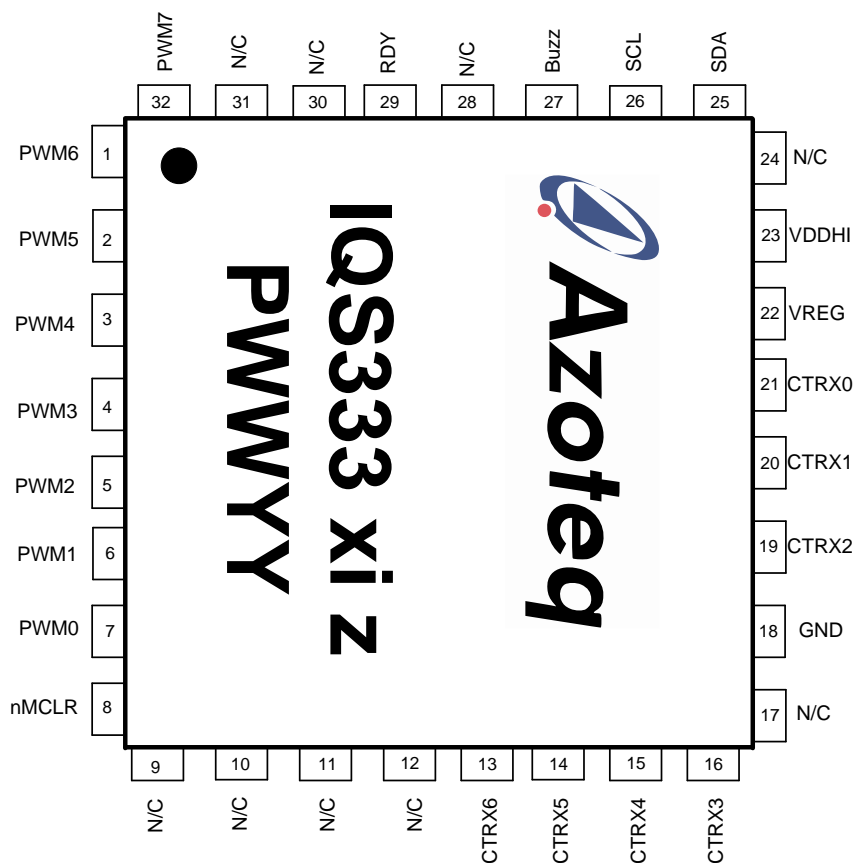 PWM7
N/C
N/C
RDY
N/C
Buzz
SCL
SDA
32
31
30
29
28
27
26
25
PWM6 1
PWM5 2
PWM4 3
PWM3 4
PWM2 5
PWM1 6
PWM0 7
nMCLR 8
Azoteq
IQS333 xi z
PWWYY
24 N/C
23 VDDHI
22 VREG
21 CTRX0
20 CTRX1
19 CTRX2
18 GND
17 N/C
9
10
11
12
13
14
15
16
N/C
N/C
N/C
N/C
CTRX6
CTRX5
CTRX4
CTRX3